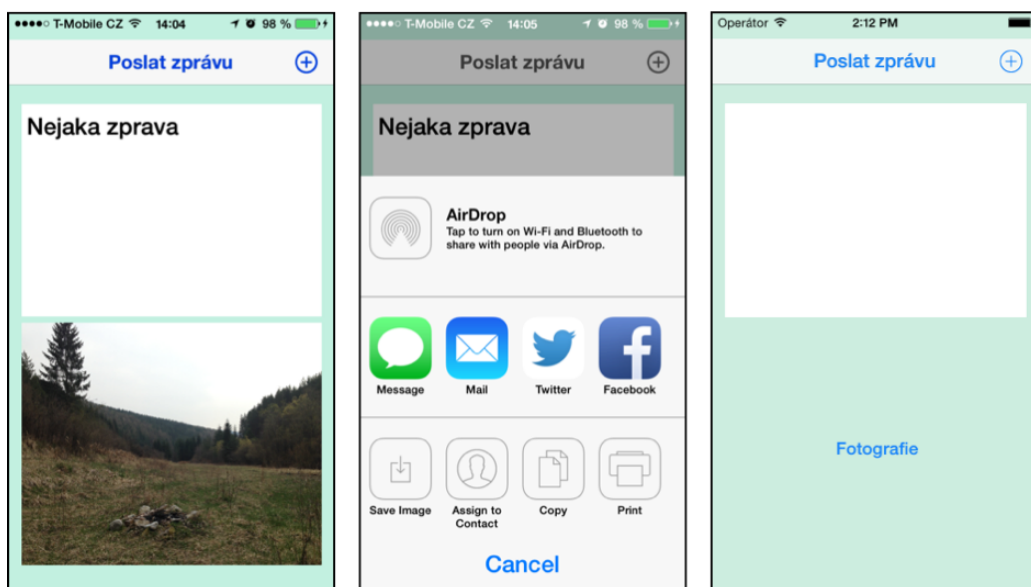 T-Mobile CZ 14:04 98 %
Poslat zprávu
Nejaka zprava
T-Mobile CZ 14:05 98 %
Poslat zprávu
Nejaka zprava
AirDrop
Tap to turn on Wi-Fi and Bluetooth to
share with people via AirDrop.
Message Mail Twitter Facebook
Save Image Assign to Copy Print
Contact
Cancel
Operátor 2:12 PM
Poslat zprávu
Fotografie